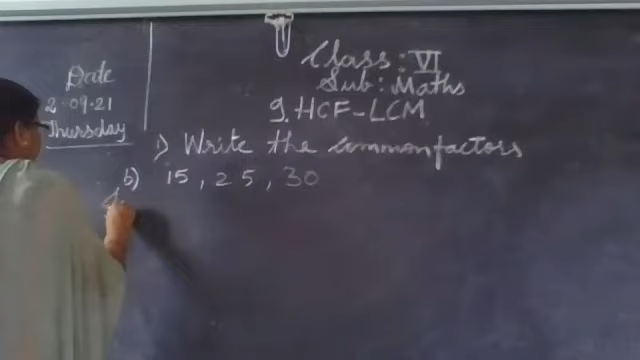 Date
2.09.21
Thursday
Class: VI
Sub: Maths
9. HCF-LCM
1) Write the common factors
b) 15, 25, 30